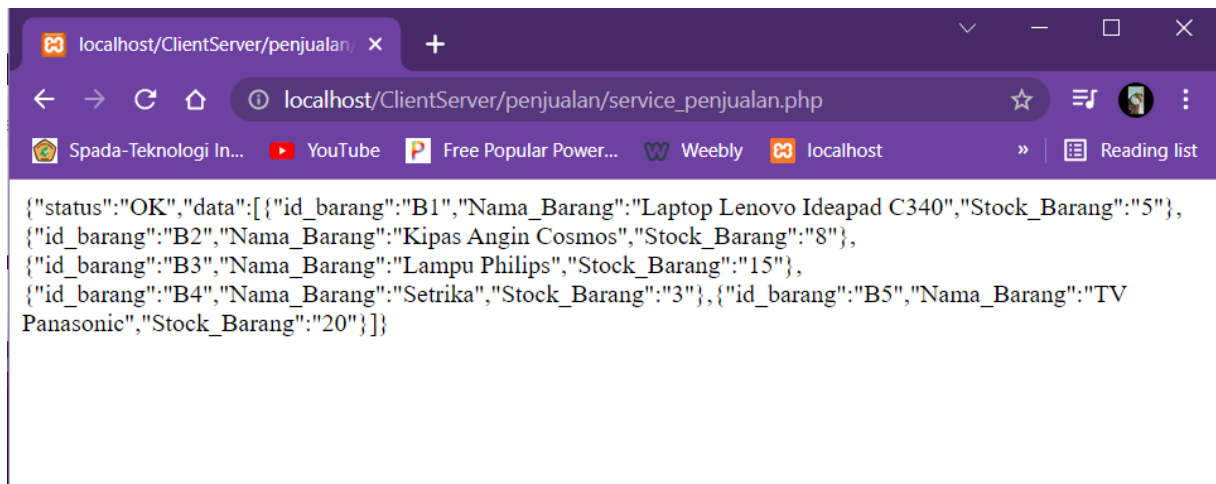 localhost/ClientServer/penjualan/
localhost/ClientServer/penjualan/service_penjualan.php
Spada-Teknologi In... YouTube Free Popular Power... Weebly localhost » Reading list
{"status":"OK","data":[{"id_barang":"B1","Nama_Barang":"Laptop Lenovo Ideapad C340","Stock_Barang":"5"},
{"id_barang":"B2","Nama_Barang":"Kipas Angin Cosmos","Stock_Barang":"8"},
{"id_barang":"B3","Nama_Barang":"Lampu Philips","Stock_Barang":"15"},
{"id_barang":"B4","Nama_Barang":"Setrika","Stock_Barang":"3"},{"id_barang":"B5","Nama_Barang":"TV
Panasonic","Stock_Barang":"20"}]}